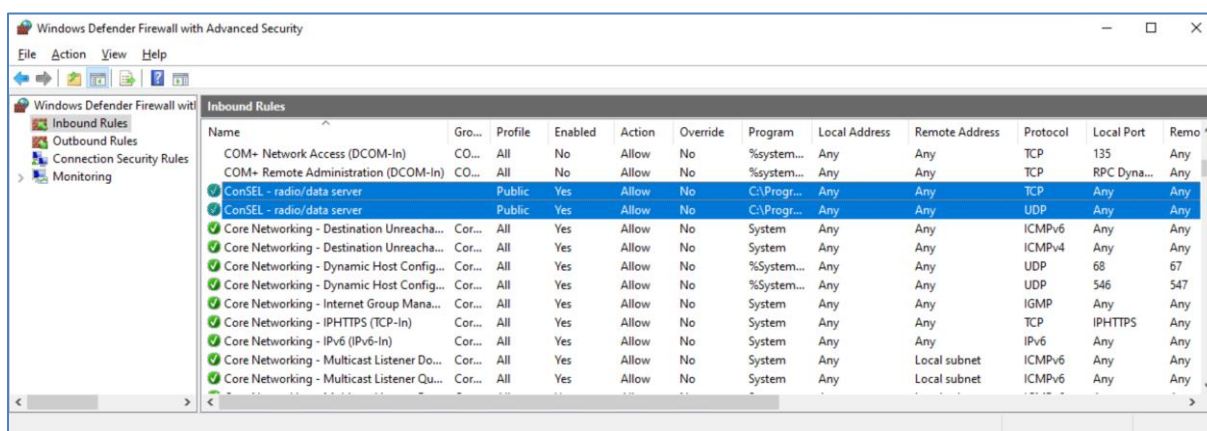 Windows Defender Firewall with Advanced Security
File Action View Help
Windows Defender Firewall witl
Inbound Rules
Outbound Rules
Connection Security Rules
Monitoring
Inbound Rules
Name Gro... Profile Enabled Action Override Program Local Address Remote Address Protocol Local Port Remo
COM+ Network Access (DCOM-In) CO... All No Allow No %system... Any Any TCP 135 Any
COM+ Remote Administration (DCOM-In) CO... All No Allow No %system... Any Any TCP RPC Dyna... Any
ConSEL - radio/data server Public Yes Allow No C:\Progr... Any Any TCP Any Any
ConSEL - radio/data server Public Yes Allow No C:\Progr... Any Any UDP Any Any
Core Networking - Destination Unreacha... Cor... All Yes Allow No System Any Any ICMPv6 Any Any
Core Networking - Destination Unreacha... Cor... All Yes Allow No System Any Any ICMPv4 Any Any
Core Networking - Dynamic Host Config... Cor... All Yes Allow No %System... Any Any UDP 68 67
Core Networking - Dynamic Host Config... Cor... All Yes Allow No %System... Any Any UDP 546 547
Core Networking - Internet Group Mana... Cor... All Yes Allow No System Any Any IGMP Any Any
Core Networking - IPHTTPS (TCP-In) Cor... All Yes Allow No System Any Any TCP IPHTTPS Any
Core Networking - IPv6 (IPv6-In) Cor... All Yes Allow No System Any Any IPv6 Any Any
Core Networking - Multicast Listener Do... Cor... All Yes Allow No System Any Local subnet ICMPv6 Any Any
Core Networking - Multicast Listener Qu... Cor... All Yes Allow No System Any Local subnet ICMPv6 Any Any